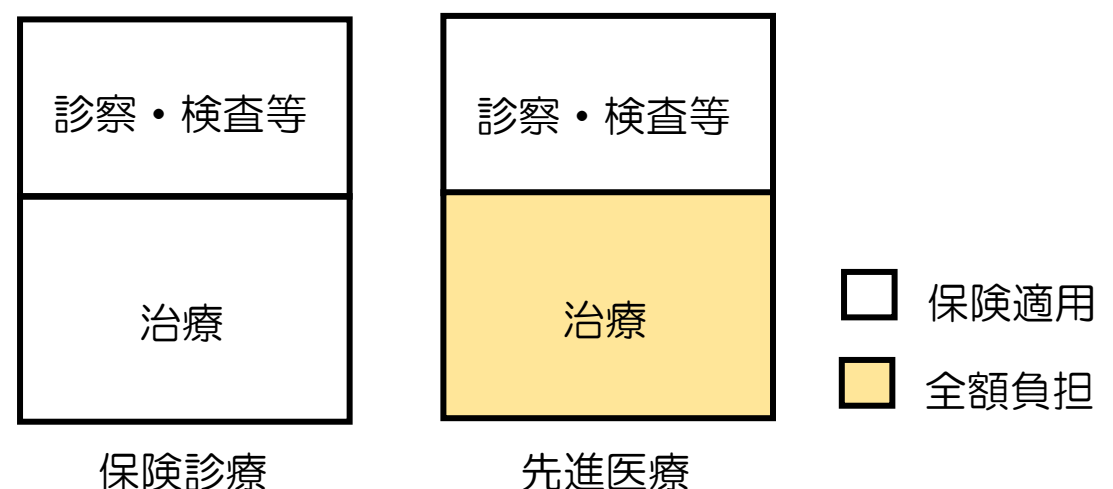 診察・検査等
治療
保険診療
診察・検査等
治療
先進医療
保険適用
全額負担